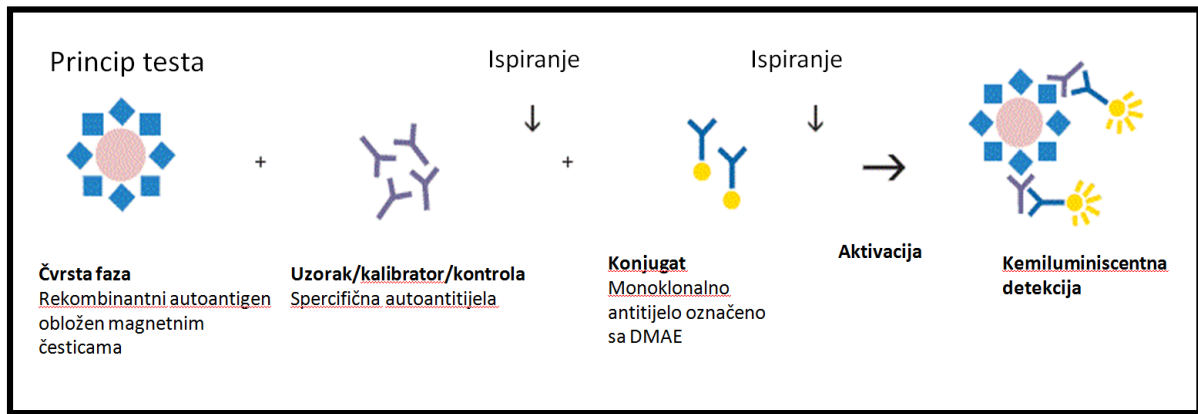 Princip testa
Ispiranje
Ispiranje
+
+
Čvrsta faza
Rekombinantni autoantigen
obložen magnetnim
česticama
Uzorak/kalibrator/kontrola
Spercifična autoantitijela
Konjugat
Monoklonalno
antitijelo označeno
sa DMAE
Aktivacija
Kemiluminiscentna
detekcija